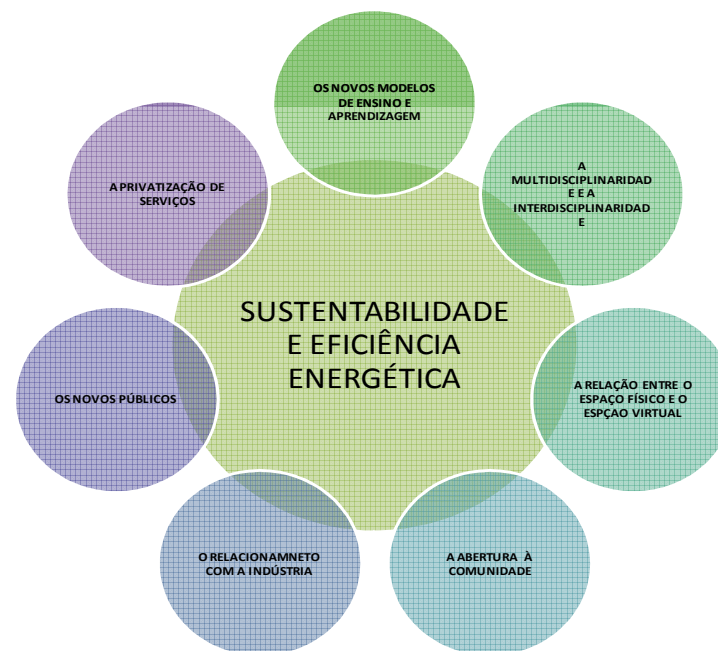 OS NOVOS MODELOS
DE ENSINO E
APRENDIZAGEM
A
MULTIDISCIPLINARIDAD
E E A
INTERDISCIPLINARIDAD
E
A PRIVATIZAÇÃO DE
SERVIÇOS
SUSTENTABILIDADE
E EFICIÊNCIA
ENERGÉTICA
A RELAÇÃO ENTRE O
ESPAÇO FÍSICO E O
ESPÇAO VIRTUAL
OS NOVOS PÚBLICOS
O RELACIONAMNETO
COM A INDÚSTRIA
A ABERTURA À
COMUNIDADE